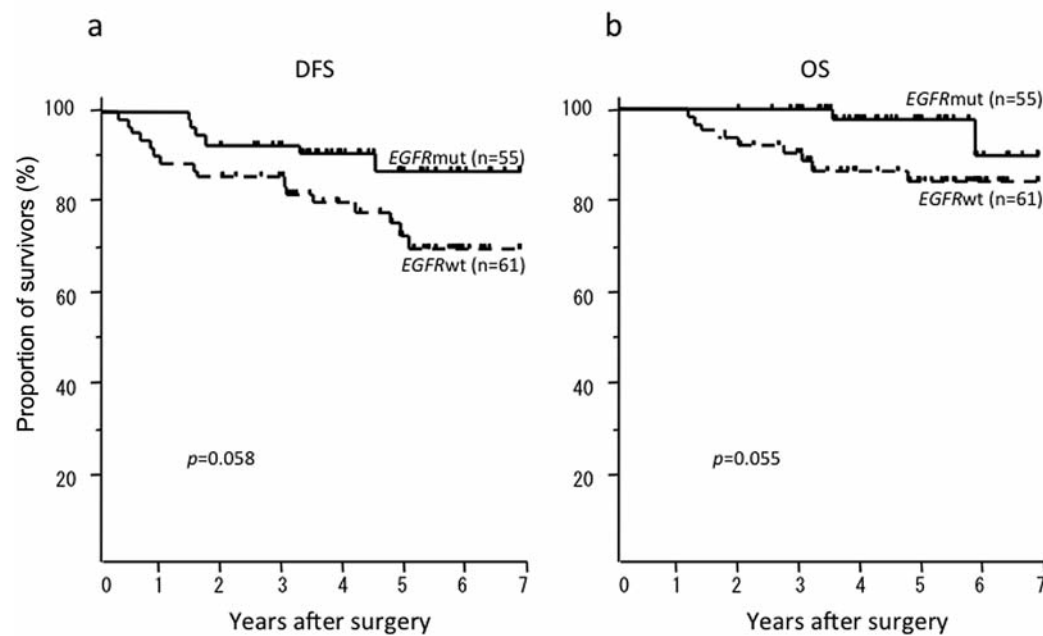 a
DFS
Proportion of survivors (%)
100
80
60
40
20
EGFRmut (n=55)
EGFRwt (n=61)
p=0.058
0 1 2 3 4 5 6 7
Years after surgery
b
OS
100
80
60
40
20
EGFRmut (n=55)
EGFRwt (n=61)
p=0.055
0 1 2 3 4 5 6 7
Years after surgery